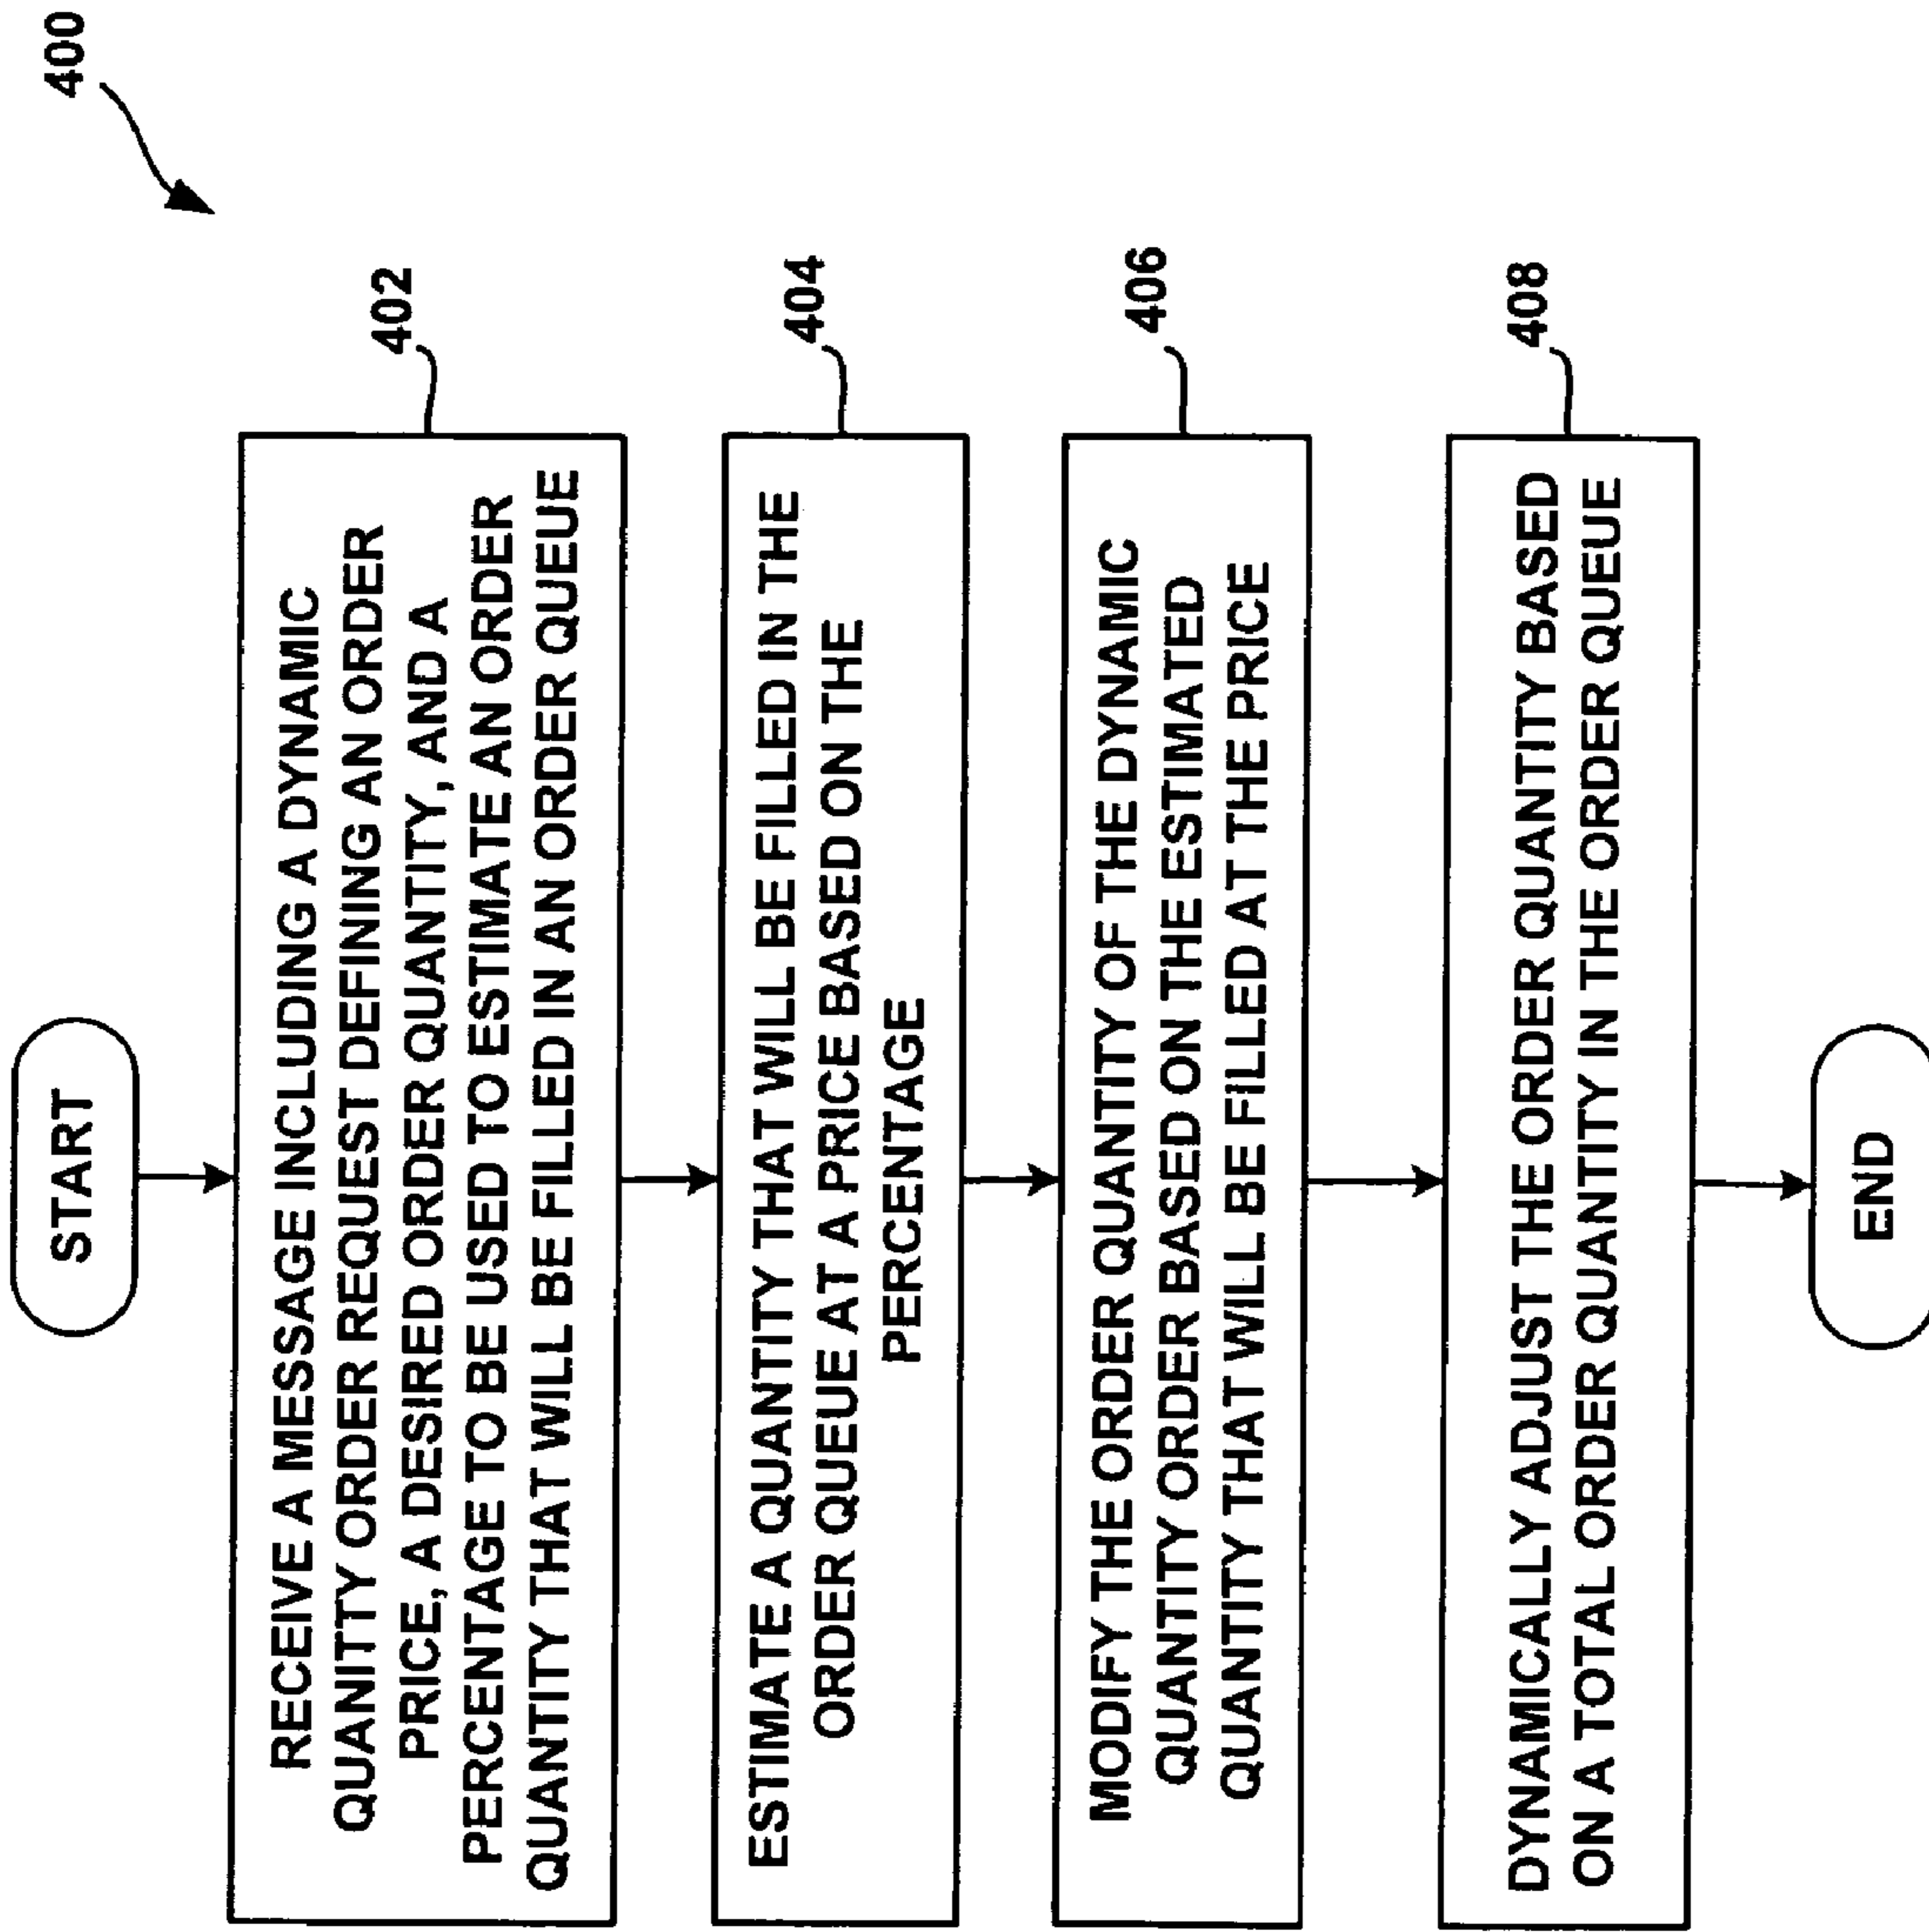 400
START
RECEIVE A MESSAGE INCLUDING A DYNAMIC
QUANITY ORDER REQUEST DEFINING AN ORDER
PRICE, A DESIRED ORDER QUANTITY, AND A
PERCENTAGE TO BE USED TO ESTIMATE AN ORDER
QUANTITY THAT WILL BE FILLED IN AN ORDER QUEUE
402
ESTIMATE A QUANTITY THAT WILL BE FILLED IN THE
ORDER QUEUE AT A PRICE BASED ON THE
PERCENTAGE
404
MODIFY THE ORDER QUANTITY OF THE DYNAMIC
QUANTITY ORDER BASED ON THE ESTIMATED
QUANTITY THAT WILL BE FILLED AT THE PRICE
406
DYNAMICALLY ADJUST THE ORDER QUANTITY BASED
ON A TOTAL ORDER QUANTITY IN THE ORDER QUEUE
408
END